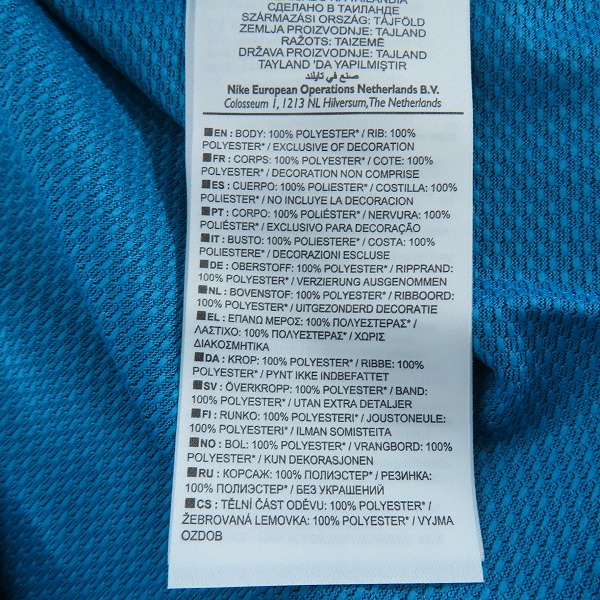 СДЕЛАНО В ТАИЛАНДЕ
SZÁRMAZÁSI ORSZÁG: TÁJFÖLD
ZEMLJA PROIZVODNJE: TAJLAND
RAŽOTS: TAIZEMĒ
DRŽAVA PROIZVODNJE: TAJLAND
TAYLAND 'DA YAPILMIŞTIR
صنع في تايلند
Nike European Operations Netherlands B.V.
Colosseum 1, 1213 NL Hilversum, The Netherlands
EN : BODY: 100% POLYESTER* / RIB: 100%
POLYESTER* / EXCLUSIVE OF DECORATION
FR : CORPS: 100% POLYESTER* / COTE: 100%
POLYESTER* / DECORATION NON COMPRISE
ES : CUERPO: 100% POLIESTER* / COSTILLA: 100%
POLIESTER* / NO INCLUYE LA DECORACION
PT : CORPO: 100% POLIÉSTER* / NERVURA: 100%
POLIÉSTER* / EXCLUSIVO PARA DECORAÇÃO
IT : BUSTO: 100% POLIESTERE* / COSTA: 100%
POLIESTERE* / DECORAZIONI ESCLUSE
DE : OBERSTOFF: 100% POLYESTER* / RIPPRAND:
100% POLYESTER* / VERZIERUNG AUSGENOMMEN
NL : BOVENSTOF: 100% POLYESTER* / RIBBOORD:
100% POLYESTER* / UITGEZONDERD DECORATIE
EL : ΕΠΑΝΩ ΜΕΡΟΣ: 100% ΠΟΛΥΕΣΤΕΡΑΣ* /
ΛΑΣΤΙΧΟ: 100% ΠΟΛΥΕΣΤΕΡΑΣ* / ΧΩΡΙΣ
ΔΙΑΚΟΣΜΗΤΙΚΑ
DA : KROP: 100% POLYESTER* / RIBBE: 100%
POLYESTER* / PYNT IKKE INDBEFATTET
SV : ÖVERKROPP: 100% POLYESTER* / BAND:
100% POLYESTER* / UTAN EXTRA DETALJER
FI : RUNKO: 100% POLYESTERI* / JOUSTONEULE:
100% POLYESTERI* / ILMAN SOMISTEITA
NO : BOL: 100% POLYESTER* / VRANGBORD: 100%
POLYESTER* / KUN DEKORASJONEN
RU : КОРСАЖ: 100% ПОЛИЭСТЕР* / РЕЗИНКА:
100% ПОЛИЭСТЕР* / БЕЗ УКРАШЕНИЙ
CS : TĚLNÍ ČÁST ODĚVU: 100% POLYESTER* /
ŽEBROVANÁ LEMOVKA: 100% POLYESTER* / VYJMA
OZDOB